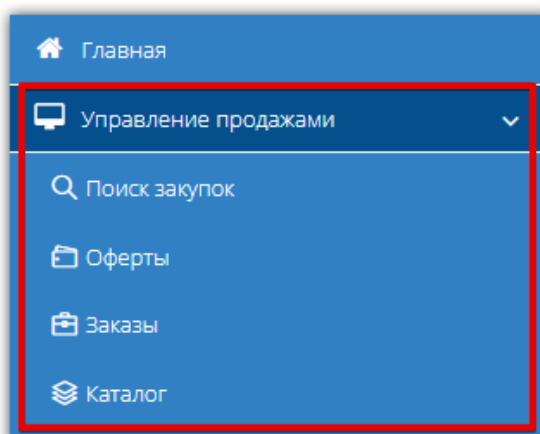 Главная
Управление продажами
Поиск закупок
Оферты
Заказы
Каталог